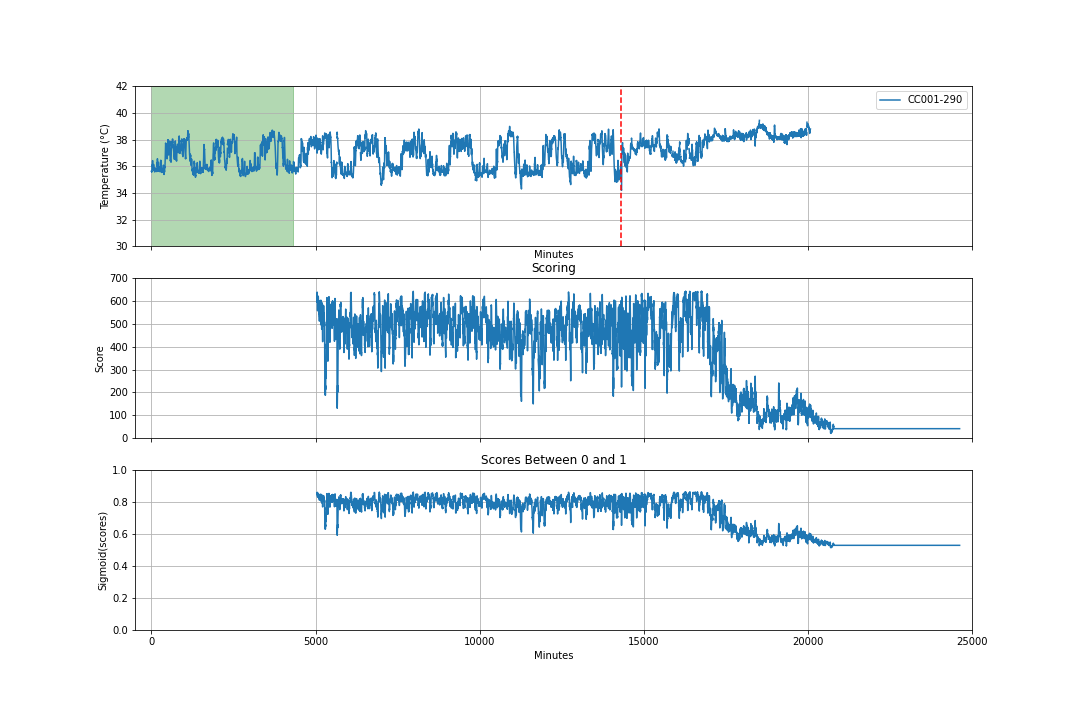 42
40
38
36
34
32
30
Temperature (°C)
CC001-290
Minutes
Scoring
700
600
500
400
300
200
100
0
Score
Scores Between 0 and 1
1.0
0.8
0.6
0.4
0.2
0.0
Sigmoid(scores)
0 5000 10000 15000 20000 25000
Minutes